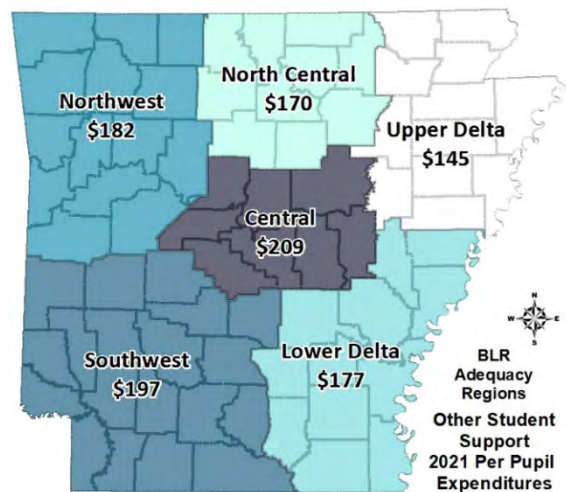 Northwest
$182
North Central
$170
Upper Delta
$145
Central
$209
Southwest
$197
Lower Delta
$177
N
W
E
S
BLR
Adequacy
Regions
Other Student
Support
2021 Per Pupil
Expenditures